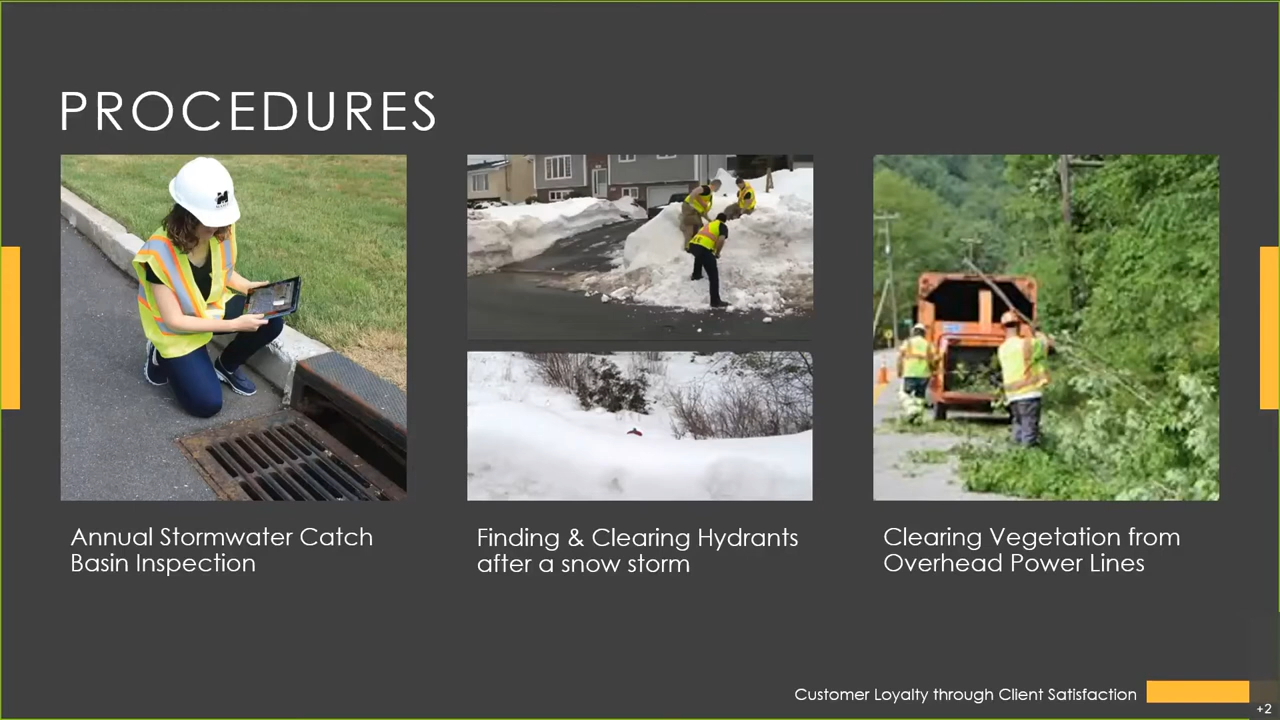 PROCEDURES
Annual Stormwater Catch
Basin Inspection
Finding & Clearing Hydrants
after a snow storm
Clearing Vegetation from
Overhead Power Lines
Customer Loyalty through Client Satisfaction
+2